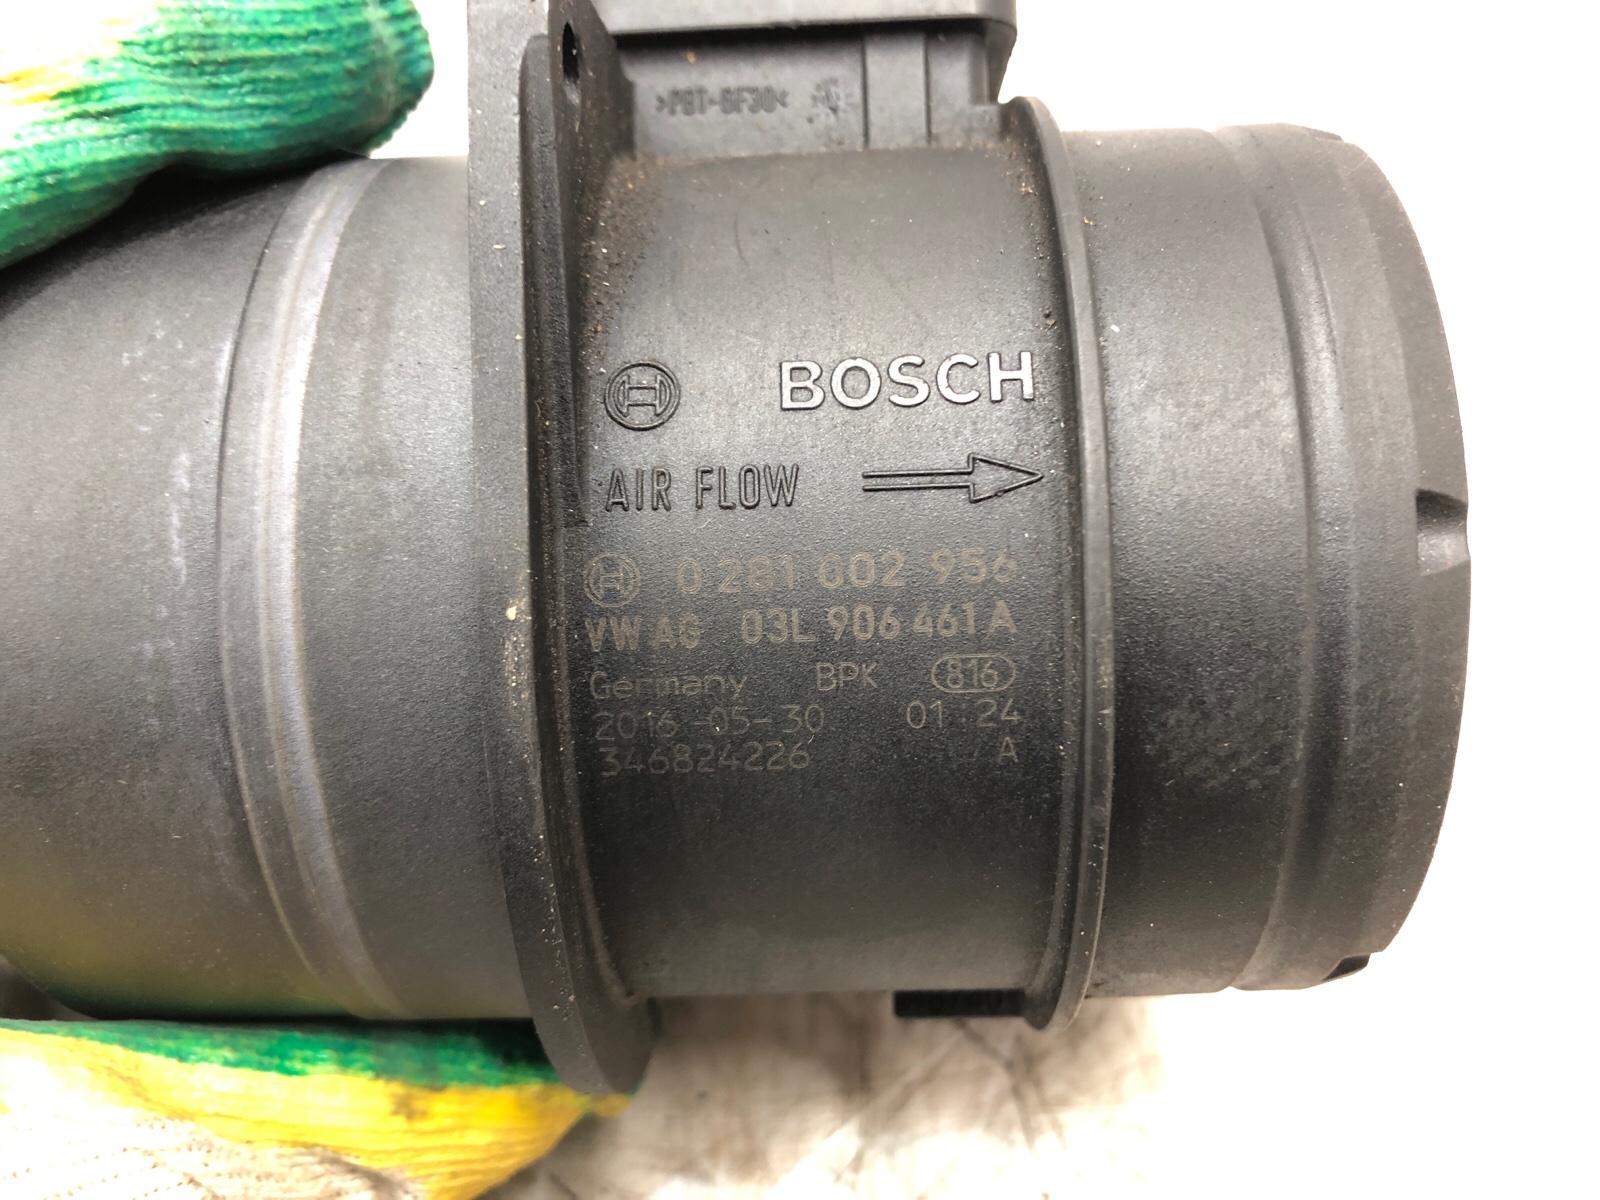 >PBT-GF30<
BOSCH
AIR FLOW
0 281 002 956
VW AG 03L 906 461 A
Germany BPK 816
2016-05-30 01:24
346824226 A